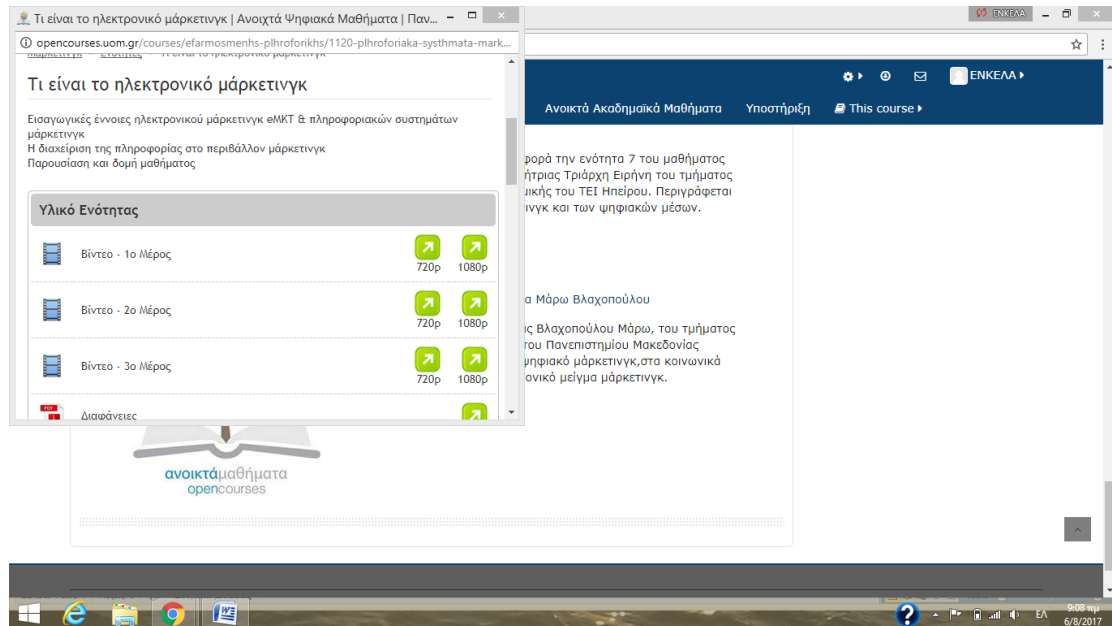 Τι είναι το ηλεκτρονικό μάρκετινγκ | Ανοιχτά Ψηφιακά Μαθήματα | Παν...
ΕΝΚΕΛΑ
opencourses.uom.gr/courses/efarmosmenhs-plhroforikhs/1120-plhroforiaka-systhmata-mark...
Τι είναι το ηλεκτρονικό μάρκετινγκ
Εισαγωγικές έννοιες ηλεκτρονικού μάρκετινγκ eMKT & πληροφοριακών συστημάτων
μάρκετινγκ
Η διαχείριση της πληροφορίας στο περιβάλλον μάρκετινγκ
Παρουσίαση και δομή μαθήματος
Υλικό Ενότητας
Βίντεο - 1ο Μέρος
720p 1080p
Βίντεο - 2ο Μέρος
720p 1080p
Βίντεο - 3ο Μέρος
720p 1080p
Διαφάνειες
ΕΝΚΕΛΑ
Ανοικτά Ακαδημαϊκά Μαθήματα Υποστήριξη This course
φορά την ενότητα 7 του μαθήματος
ήτριας Τριάρχη Ειρήνη του τμήματος
μικής του ΤΕΙ Ηπείρου. Περιγράφεται
ινγκ και των ψηφιακών μέσων.
α Μάρω Βλαχοπούλου
ις Βλαχοπούλου Μάρω, του τμήματος
του Πανεπιστημίου Μακεδονίας
ψηφιακό μάρκετινγκ,στα κοινωνικά
ονικό μείγμα μάρκετινγκ.
ανοικτάμαθήματα
opencourses
ΕΛ
9:08 πμ
6/8/2017